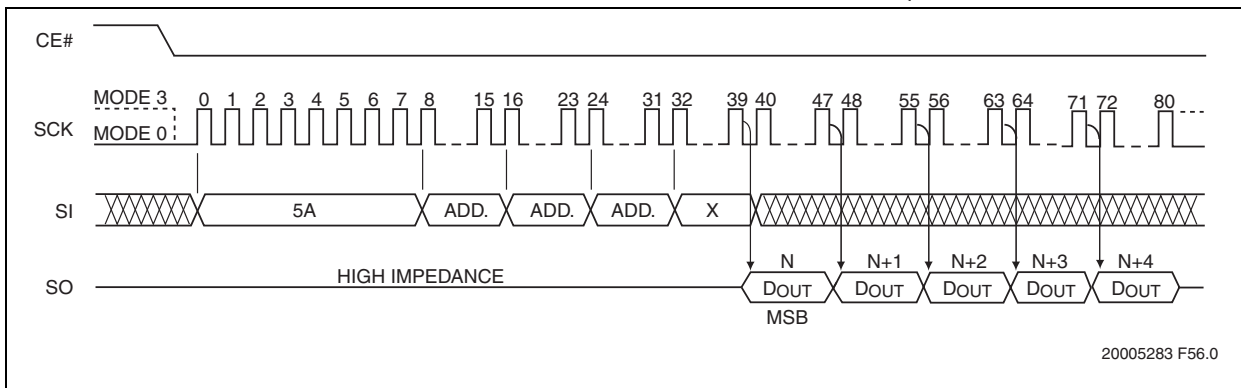 CE#
MODE 3
0 1 2 3 4 5 6 7 8 15 16 23 24 31 32 39 40 47 48 55 56 63 64 71 72 80
SCK
MODE 0
SI
5A ADD. ADD. ADD. X
N N+1 N+2 N+3 N+4
HIGH IMPEDANCE
SO
DOUT DOUT DOUT DOUT DOUT
MSB
20005283 F56.0